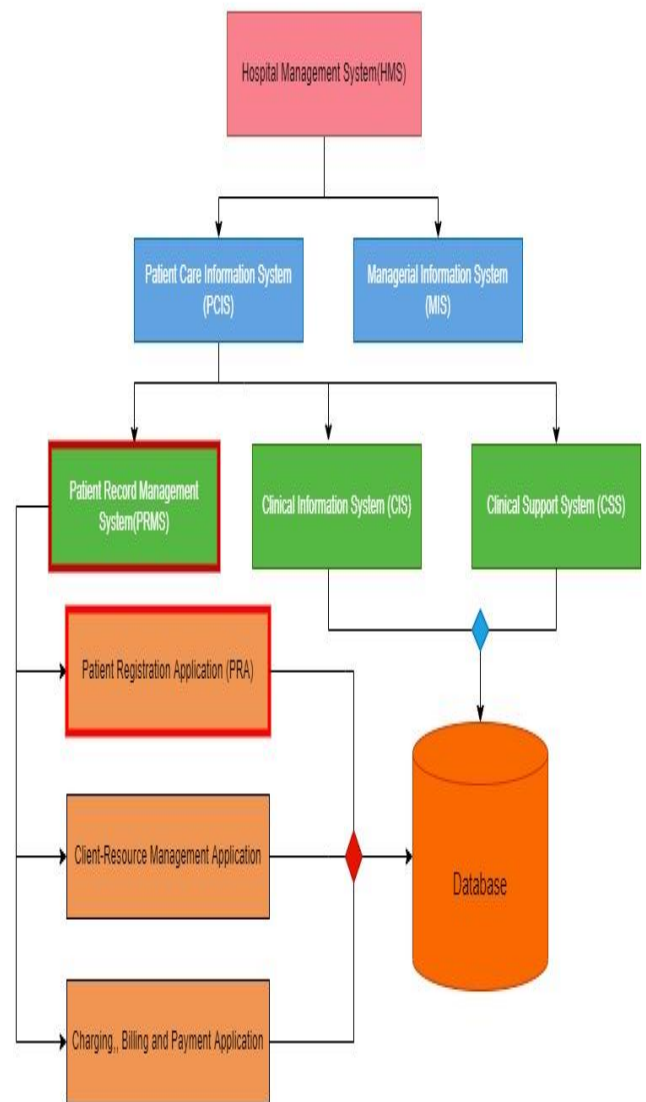 Hospital Management System(HMS)
Patient Care Information System
(PCIS)
Managerial Information System
(MIS)
Patient Record Management
System(PRMS)
Clinical Information System (CIS)
Clinical Support System (CSS)
Patient Registration Application (PRA)
Client-Resource Management Application
Database
Charging,, Billing and Payment Application